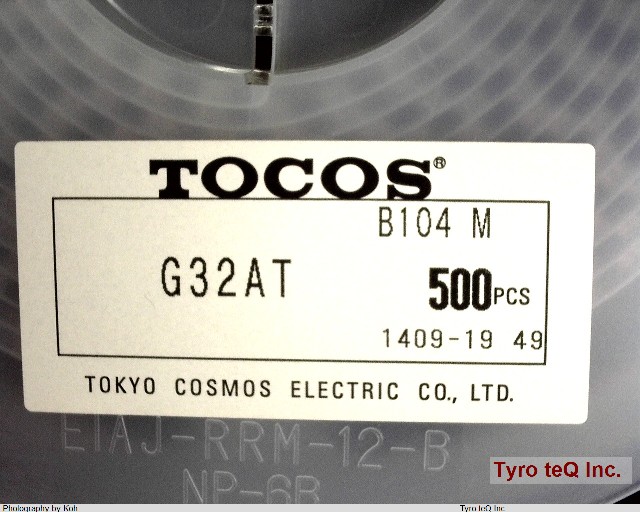 TOCOS®
B104 M
G32AT
500PCS
1409-19 49
TOKYO COSMOS ELECTRIC CO., LTD.
EIAJ-RRM-12-B
NP-6B
Tyro teQ Inc.
Photography by Koh
Tyro teQ Inc